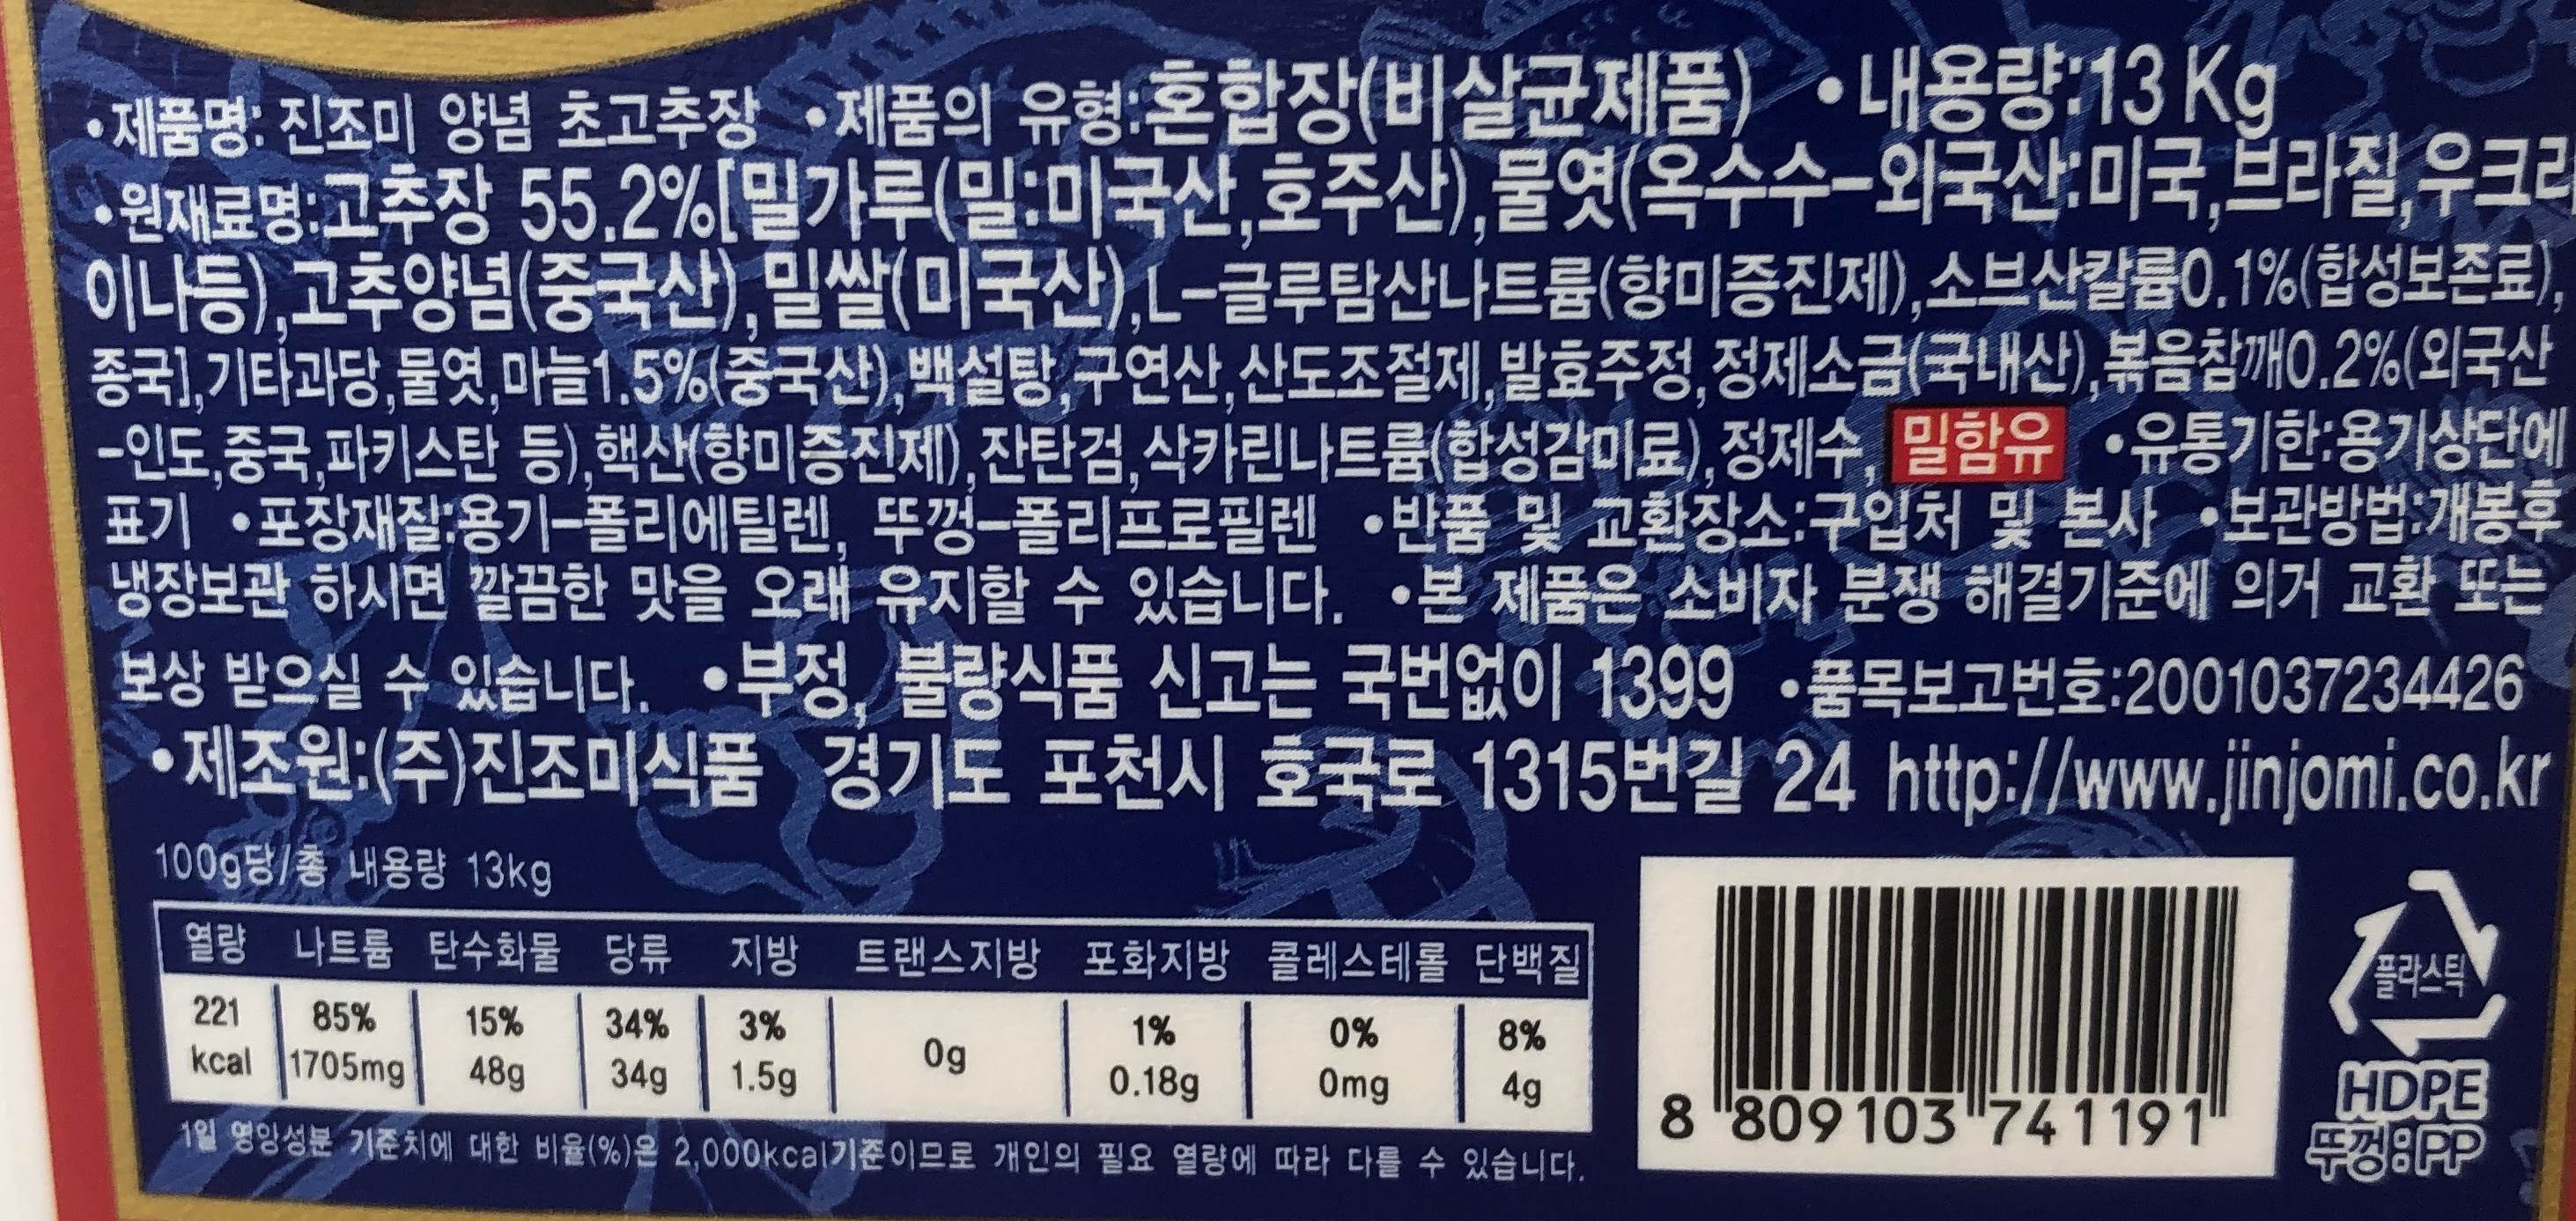 •제품명: 진조미 양념 초고추장 •제품의 유형:혼합장(비살균제품) •내용량:13 Kg
•원재료명:고추장 55.2%[밀가루(밀:미국산,호주산),물엿(옥수수-외국산:미국,브라질,우크라
이나등),고추양념(중국산),밀쌀(미국산),L-글루탐산나트륨(향미증진제),소브산칼륨0.1%(합성보존료),
종국],기타과당,물엿,마늘1.5%(중국산),백설탕,구연산,산도조절제,발효주정,정제소금(국내산),볶음참깨0.2%(외국산
-인도,중국,파키스탄 등),핵산(향미증진제),잔탄검,삭카린나트륨(합성감미료),정제수, 밀함유 •유통기한:용기상단에
표기 •포장재질:용기-폴리에틸렌, 뚜껑-폴리프로필렌 •반품 및 교환장소:구입처 및 본사 •보관방법:개봉후
냉장보관 하시면 깔끔한 맛을 오래 유지할 수 있습니다. •본 제품은 소비자 분쟁 해결기준에 의거 교환 또는
보상 받으실 수 있습니다. •부정, 불량식품 신고는 국번없이 1399 •품목보고번호:2001037234426
•제조원:(주)진조미식품 경기도 포천시 호국로 1315번길 24 http://www.jinjomi.co.kr
100g당/총 내용량 13kg
열량 나트륨 탄수화물 당류 지방 트랜스지방 포화지방 콜레스테롤 단백질
221 85% 15% 34% 3% 0g 1% 0% 8%
kcal 1705mg 48g 34g 1.5g 0.18g 0mg 4g
1일 영양성분 기준치에 대한 비율(%)은 2,000kcal기준이므로 개인의 필요 열량에 따라 다를 수 있습니다.
8 809103 741191
플라스틱
HDPE
뚜껑:PP